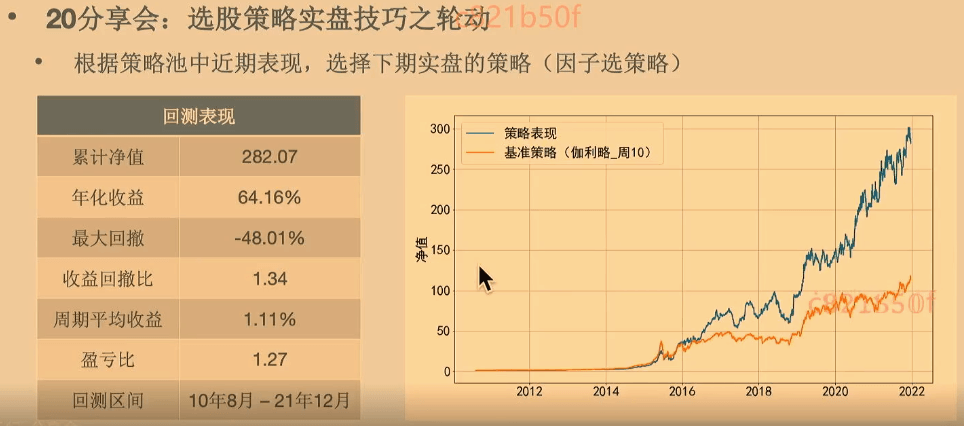 • 20分享会：选股策略实盘技巧之轮动
c821b50f
• 根据策略池中近期表现，选择下期实盘的策略（因子选策略）
回测表现
累计净值 282.07
年化收益 64.16%
最大回撤 -48.01%
收益回撤比 1.34
周期平均收益 1.11%
盈亏比 1.27
回测区间 10年8月 – 21年12月
策略表现
基准策略（伽利略_周10）
净值
300
250
200
150
100
50
0
2012 2014 2016 2018 2020 2022
c821b50f